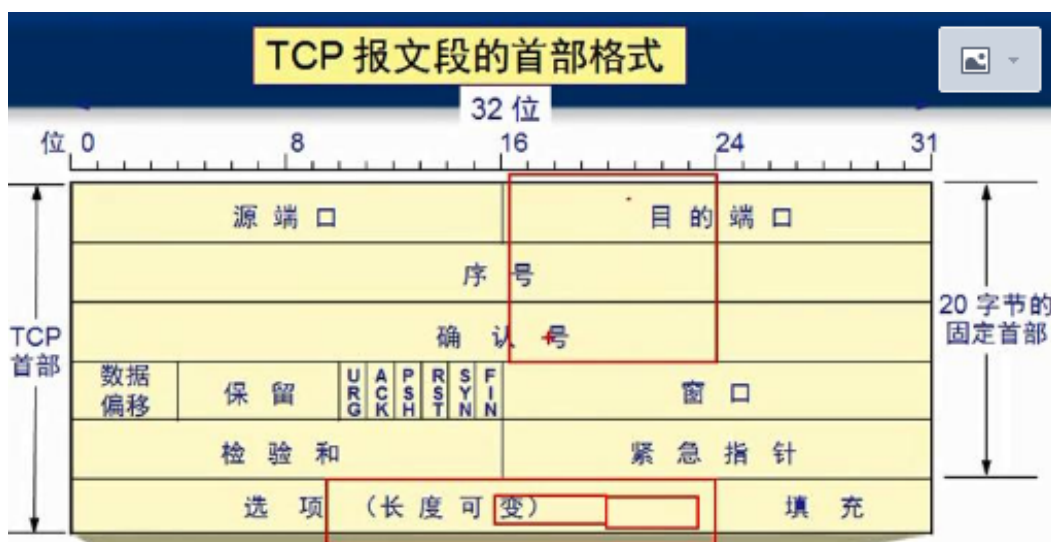 TCP 报文段的首部格式
32 位
位 0 8 16 24 31
源端口 目的端口
序号
确认号
TCP
首部
20 字节的
固定首部
数据
偏移
保留
URG ACK PSH RST SYN FIN
窗口
检验和 紧急指针
选项 (长度可变) 填充